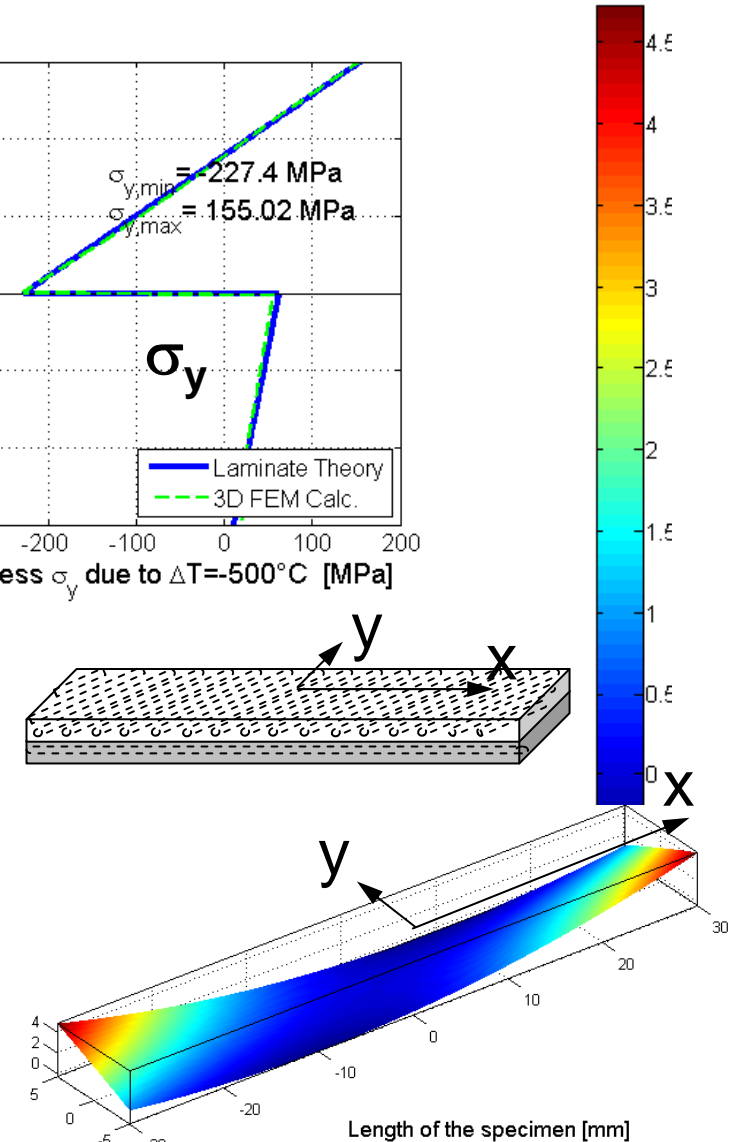 4.5
4
3.5
3
2.5
2
1.5
1
0.5
0
σy,min= -227.4 MPa
σy,max= 155.02 MPa
σy
Laminate Theory
3D FEM Calc.
-200 -100 0 100 200
ess σy due to ΔT=-500°C [MPa]
y
x
x
y
30
20
10
0
-10
-20
4
2
0
5
0
-5
Length of the specimen [mm]